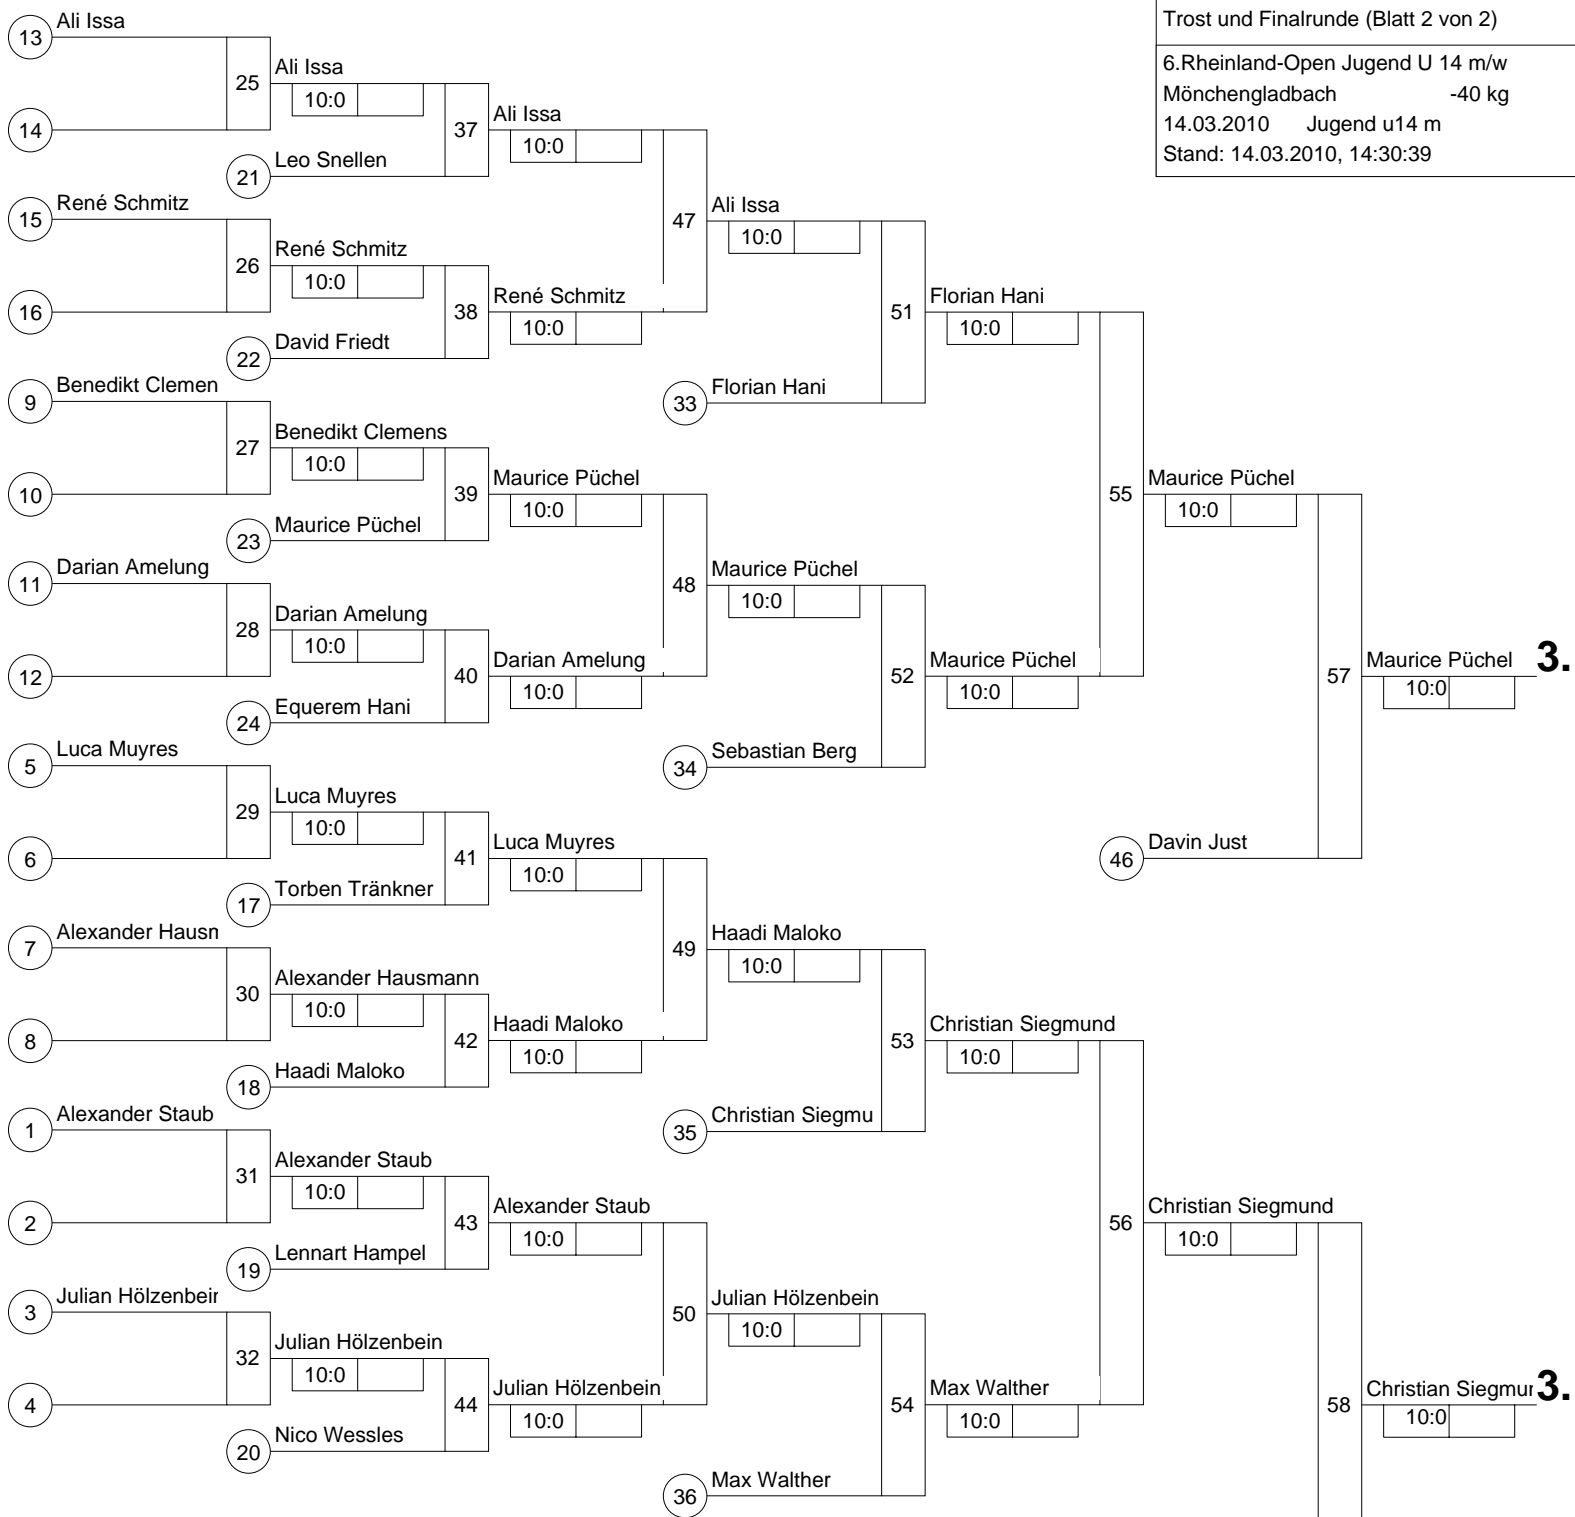 Trost und Finalrunde (Blatt 2 von 2)
6.Rheinland-Open Jugend U 14 m/w
Mönchengladbach -40 kg
14.03.2010 Jugend u14 m
Stand: 14.03.2010, 14:30:39
13 Ali Issa
14
15 René Schmitz
16
9 Benedikt Clemen
10
11 Darian Amelung
12
5 Luca Muyres
6
7 Alexander Hausm
8
1 Alexander Staub
2
3 Julian Hölzenbein
4
25 Ali Issa
10:0
21 Leo Snellen
26 René Schmitz
10:0
22 David Friedt
27 Benedikt Clemens
10:0
23 Maurice Püchel
28 Darian Amelung
10:0
24 Equerem Hani
29 Luca Muyres
10:0
17 Torben Tränkner
30 Alexander Hausmann
10:0
18 Haadi Maloko
31 Alexander Staub
10:0
19 Lennart Hampel
32 Julian Hölzenbein
10:0
20 Nico Wessles
37 Ali Issa
10:0
38 René Schmitz
10:0
39 Maurice Püchel
10:0
40 Darian Amelung
10:0
41 Luca Muyres
10:0
42 Haadi Maloko
10:0
43 Alexander Staub
10:0
44 Julian Hölzenbein
10:0
47 Ali Issa
10:0
33 Florian Hani
48 Maurice Püchel
10:0
34 Sebastian Berg
49 Haadi Maloko
10:0
35 Christian Siegmu
50 Julian Hölzenbein
10:0
36 Max Walther
51 Florian Hani
10:0
52 Maurice Püchel
10:0
53 Christian Siegmund
10:0
54 Max Walther
10:0
55 Maurice Püchel
10:0
46 Davin Just
56 Christian Siegmund
10:0
57 Maurice Püchel 3.
10:0
58 Christian Siegmur 3.
10:0